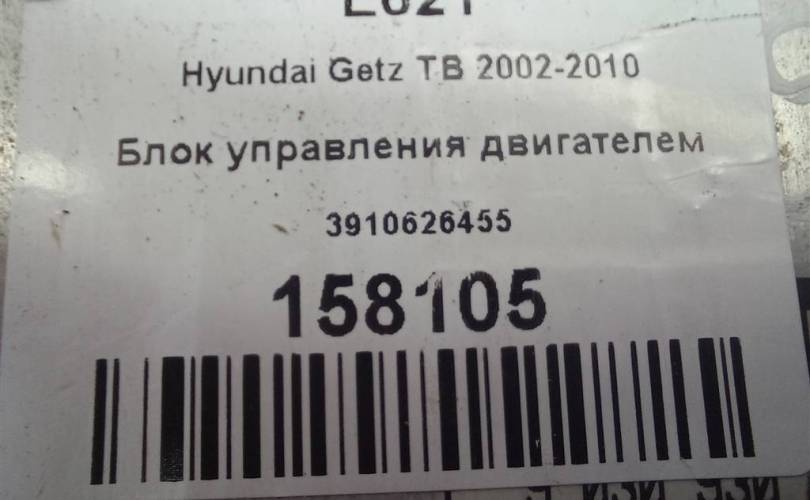 Hyundai Getz TB 2002-2010
Блок управления двигателем
3910626455
158105